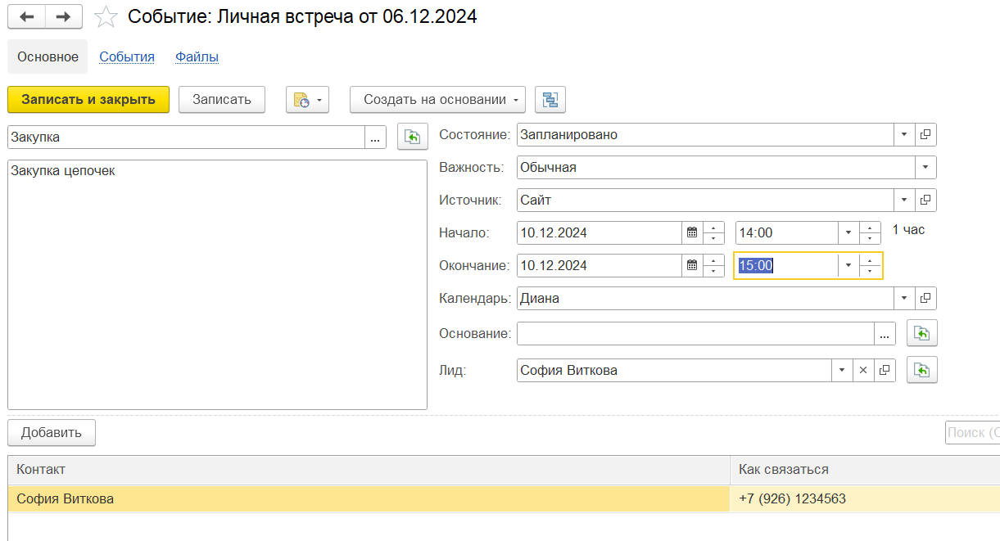 Событие: Личная встреча от 06.12.2024
Основное События Файлы
Записать и закрыть Записать Создать на основании
Закупка ...
Закупка цепочек
Состояние: Запланировано
Важность: Обычная
Источник: Сайт
Начало: 10.12.2024 14:00 1 час
Окончание: 10.12.2024 15:00
Календарь: Диана
Основание: ...
Лид: София Виткова
Добавить Поиск (
Контакт Как связаться
София Виткова +7 (926) 1234563